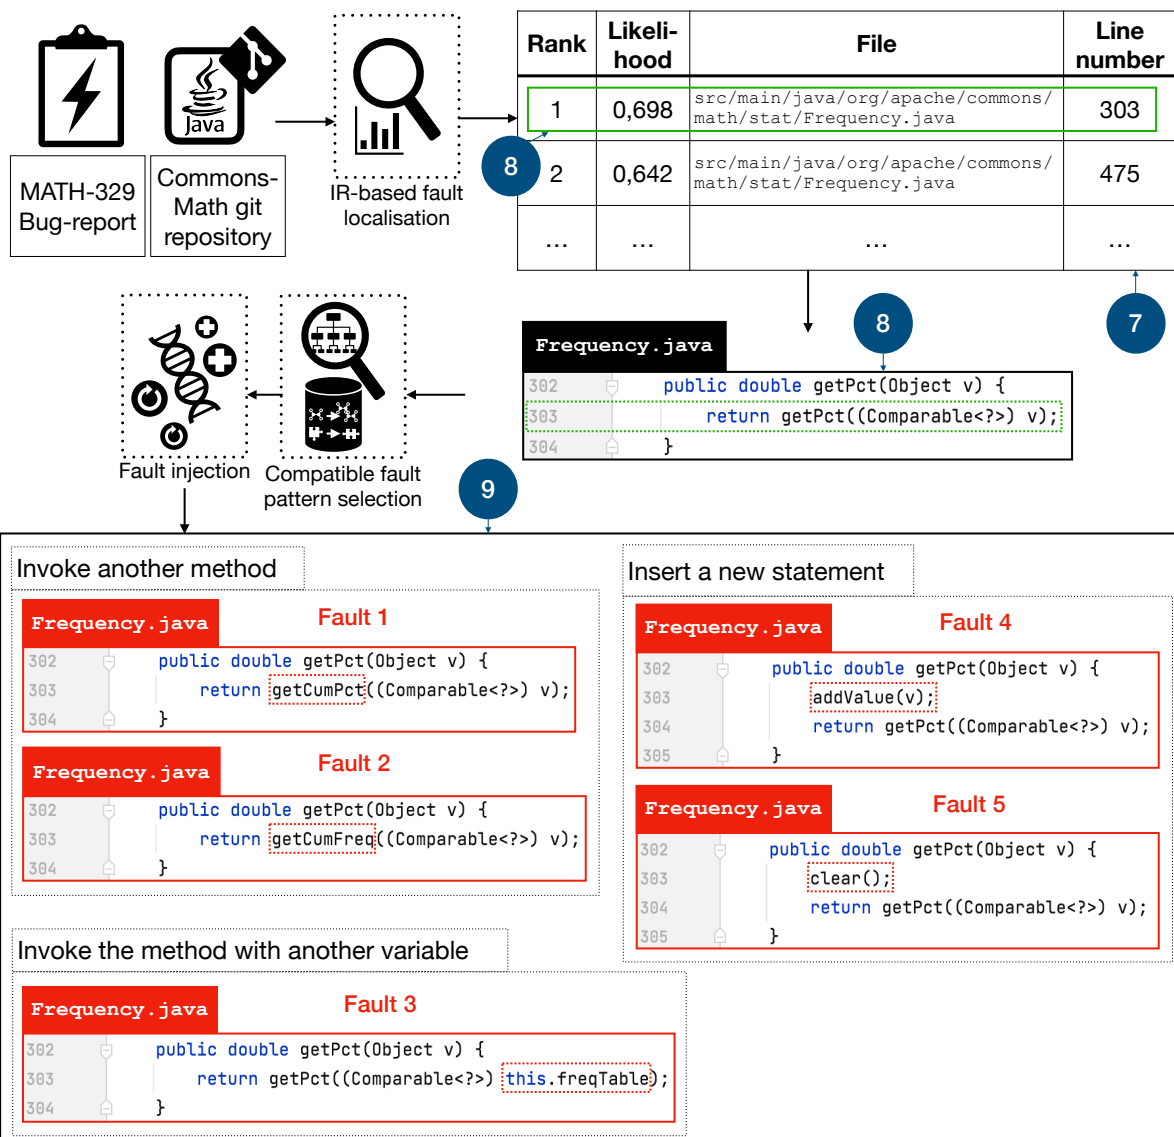 MATH-329
Bug-report
Java
Commons-
Math git
repository
IR-based fault
localisation
Rank
Likeli-
hood
File
Line
number
1
0,698
src/main/java/org/apache/commons/
math/stat/Frequency.java
303
8
2
0,642
src/main/java/org/apache/commons/
math/stat/Frequency.java
475
...
...
...
...
8
7
Frequency.java
302 public double getPct(Object v) {
303 return getPct((Comparable<?>) v);
304 }
Fault injection
Compatible fault
pattern selection
9
Invoke another method
Frequency.java
Fault 1
302 public double getPct(Object v) {
303 return getCumPct((Comparable<?>) v);
304 }
Frequency.java
Fault 2
302 public double getPct(Object v) {
303 return getCumFreq((Comparable<?>) v);
304 }
Invoke the method with another variable
Frequency.java
Fault 3
302 public double getPct(Object v) {
303 return getPct((Comparable<?>) this.freqTable);
304 }
Insert a new statement
Frequency.java
Fault 4
302 public double getPct(Object v) {
303 addValue(v);
304 return getPct((Comparable<?>) v);
305 }
Frequency.java
Fault 5
302 public double getPct(Object v) {
303 clear();
304 return getPct((Comparable<?>) v);
305 }